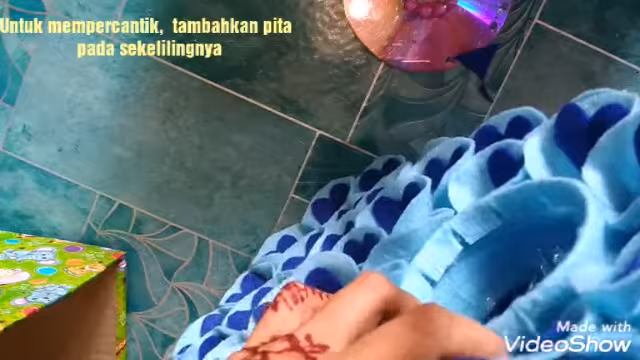 Untuk mempercantik, tambahkan pita
pada sekelilingnya
Made with
VideoShow